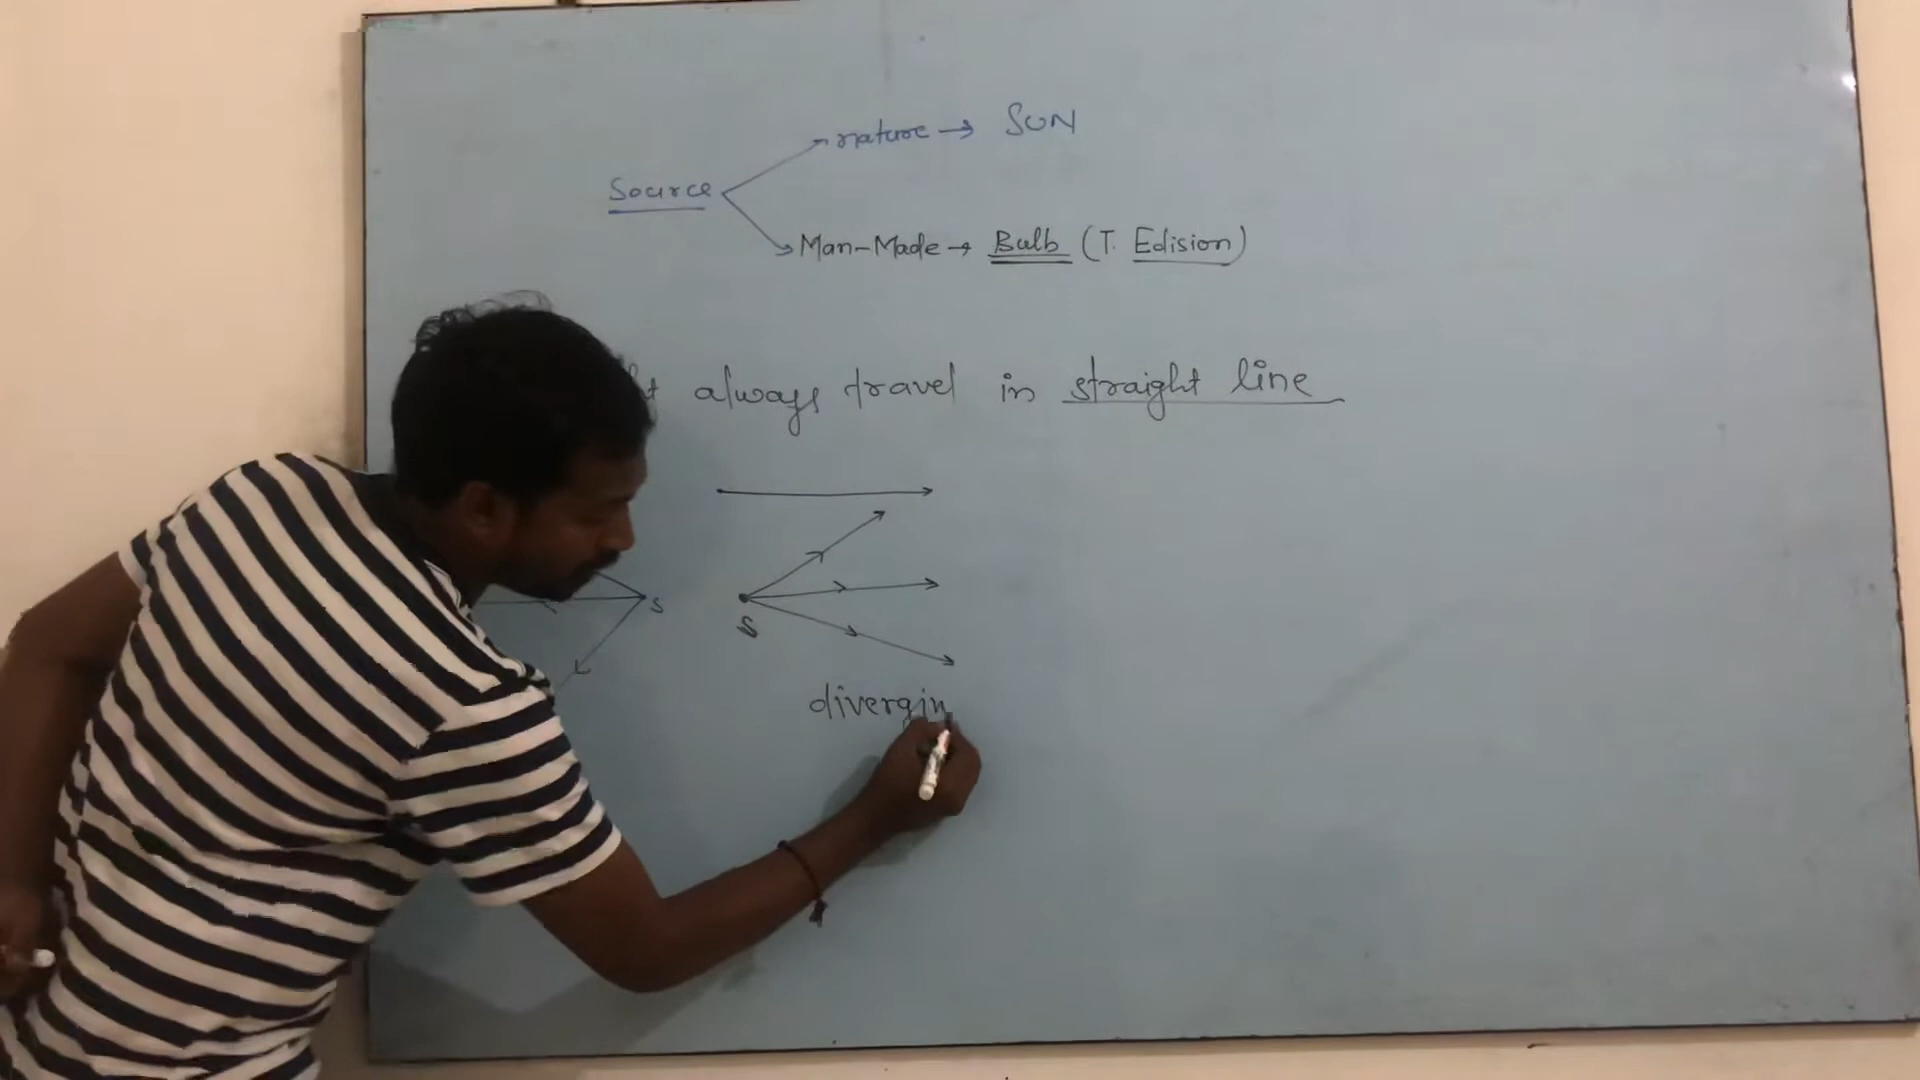 nature → SUN
Source
Man-Made → Bulb (T. Edision)
always travel in straight line
S
S
divergin